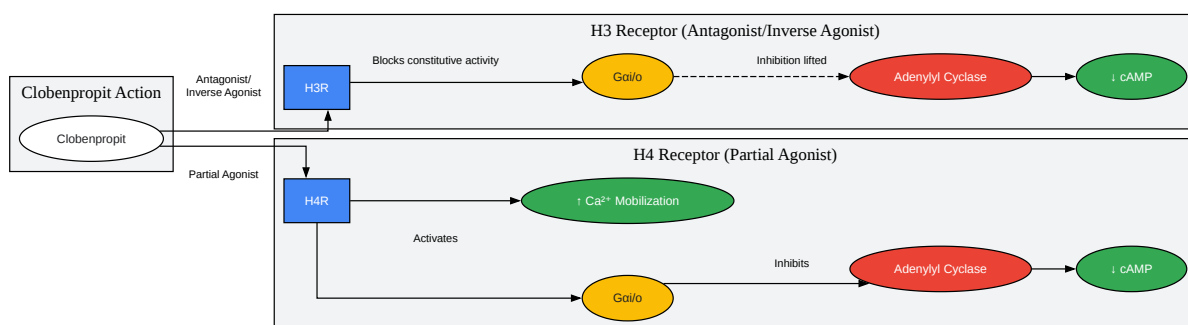 H3 Receptor (Antagonist/Inverse Agonist)
Blocks constitutive activity
Inhibition lifted
H3R
Gαi/o
Adenylyl Cyclase
↓ cAMP
Antagonist/
Inverse Agonist
Clobenpropit Action
Clobenpropit
Partial Agonist
H4 Receptor (Partial Agonist)
H4R
↑ Ca²⁺ Mobilization
Activates
Inhibits
Gαi/o
Adenylyl Cyclase
↓ cAMP